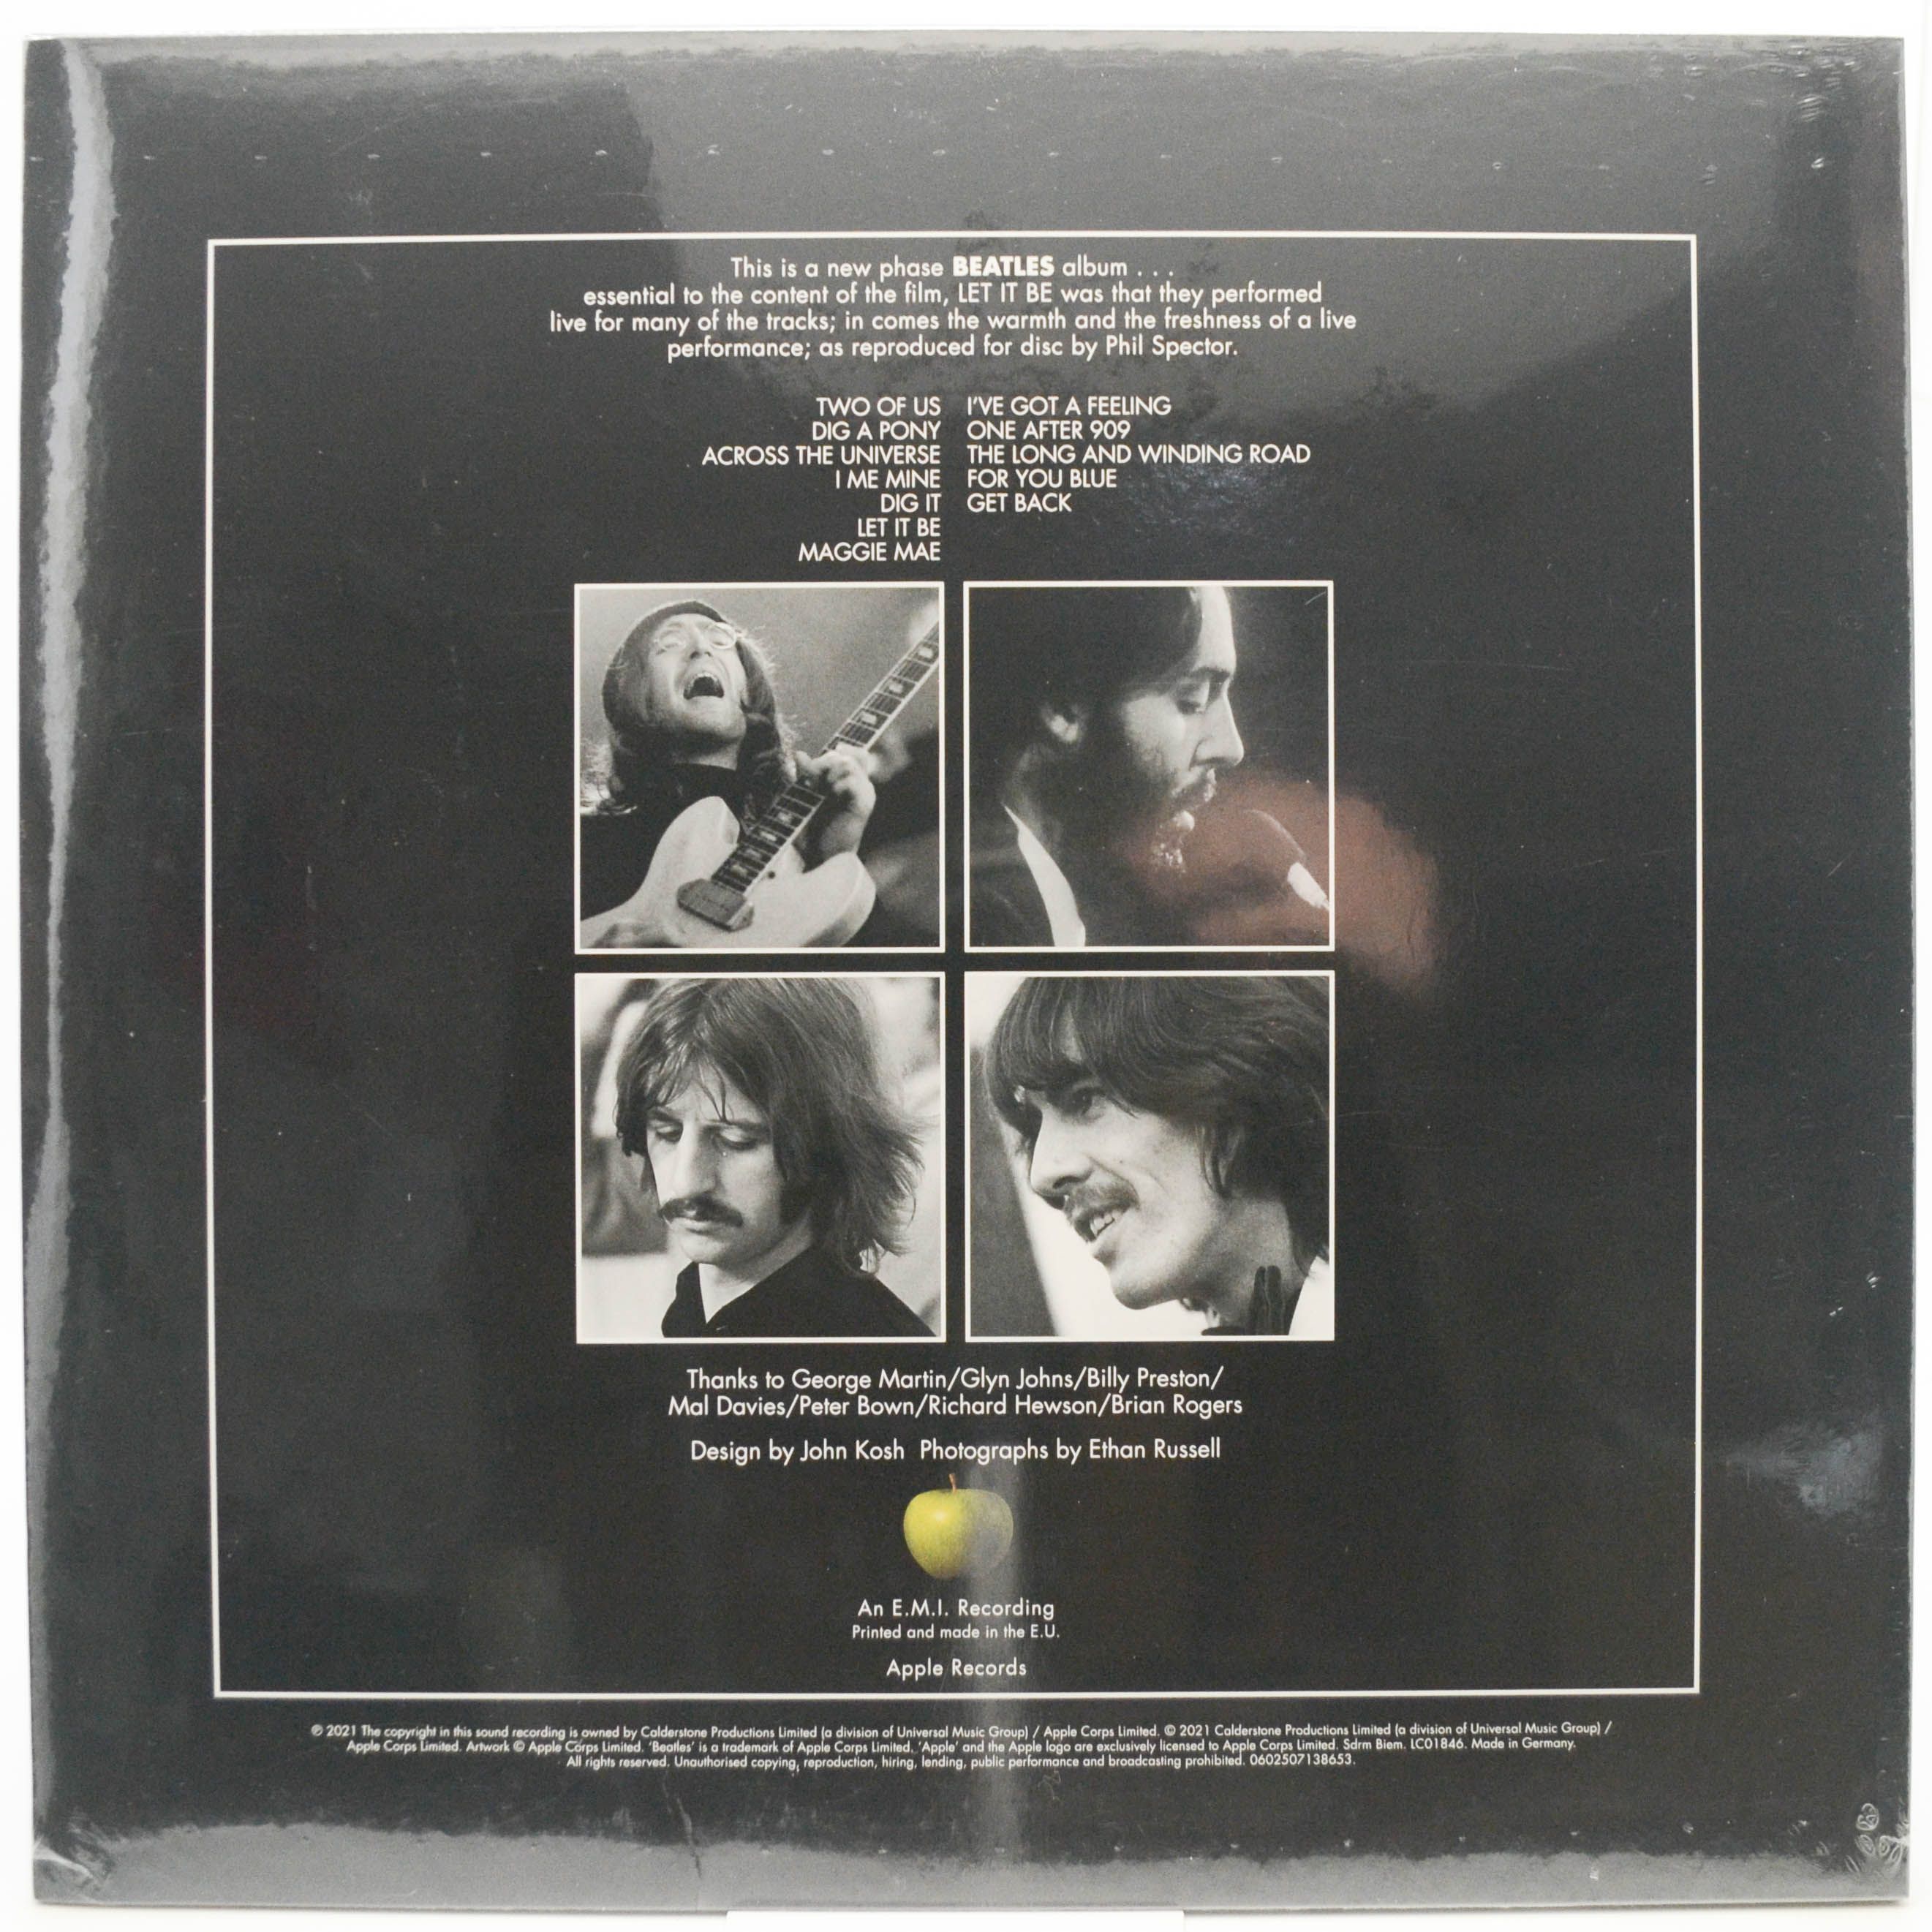 This is a new phase BEATLES album . . .
essential to the content of the film, LET IT BE was that they performed
live for many of the tracks; in comes the warmth and the freshness of a live
performance; as reproduced for disc by Phil Spector.
TWO OF US
DIG A PONY
ACROSS THE UNIVERSE
I ME MINE
DIG IT
LET IT BE
MAGGIE MAE
I'VE GOT A FEELING
ONE AFTER 909
THE LONG AND WINDING ROAD
FOR YOU BLUE
GET BACK
Thanks to George Martin/Glyn Johns/Billy Preston/
Mal Davies/Peter Bown/Richard Hewson/Brian Rogers
Design by John Kosh Photographs by Ethan Russell
An E.M.I. Recording
Printed and made in the E.U.
Apple Records
℗ 2021 The copyright in this sound recording is owned by Calderstone Productions Limited (a division of Universal Music Group) / Apple Corps Limited. © 2021 Calderstone Productions Limited (a division of Universal Music Group) /
Apple Corps Limited. Artwork © Apple Corps Limited. 'Beatles' is a trademark of Apple Corps Limited. 'Apple' and the Apple logo are exclusively licensed to Apple Corps Limited. Sdrm Biem. LC01846. Made in Germany.
All rights reserved. Unauthorised copying, reproduction, hiring, lending, public performance and broadcasting prohibited. 0602507138653.